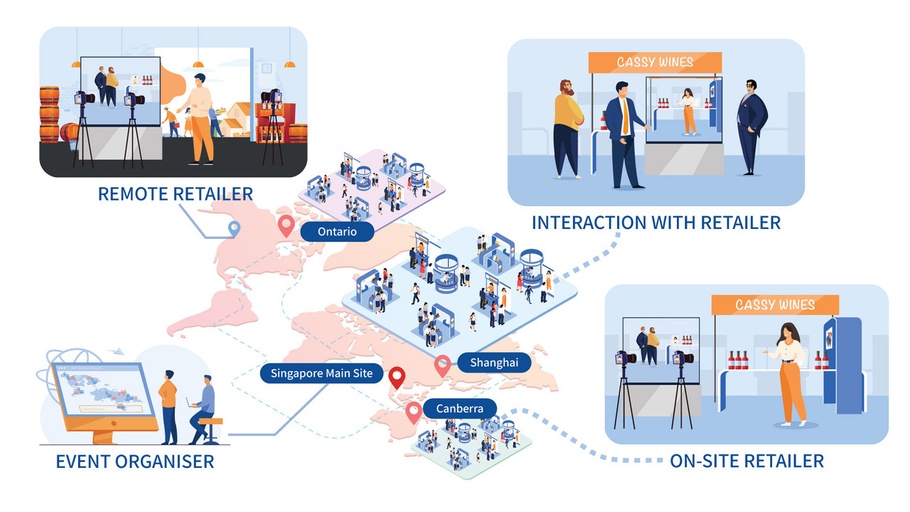 CASSY WINES
REMOTE RETAILER
INTERACTION WITH RETAILER
Ontario
CASSY WINES
Shanghai
Singapore Main Site
Canberra
EVENT ORGANISER
ON-SITE RETAILER